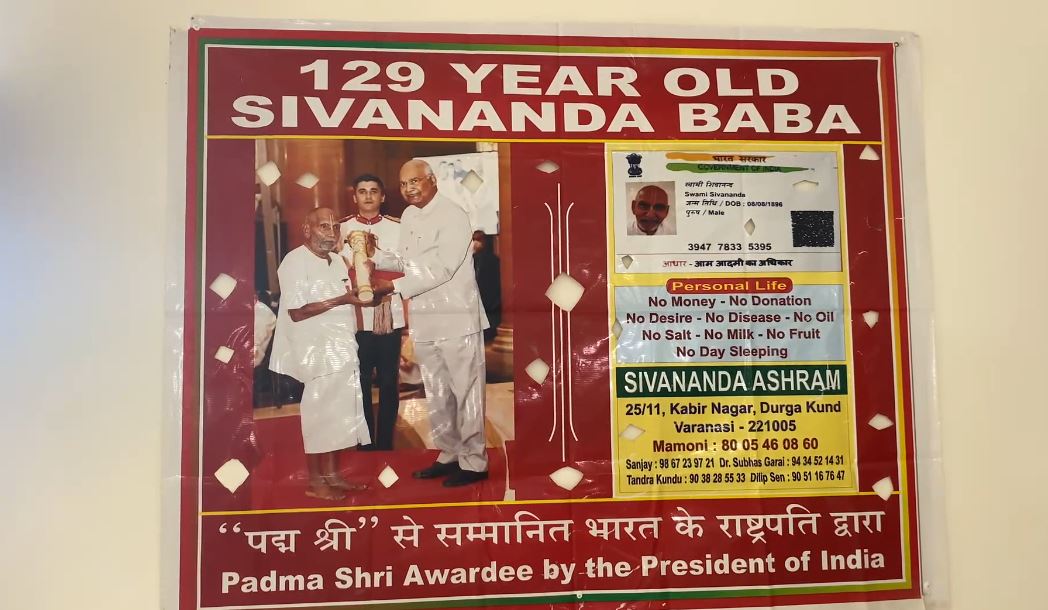 129 YEAR OLD
SIVANANDA BABA
भारत सरकार
GOVERNMENT OF INDIA
स्वामी शिवानन्द
Swami Sivananda
जन्म तिथि / DOB : 08/08/1896
पुरुष / Male
3947 7833 5395
आधार - आम आदमी का अधिकार
Personal Life
No Money - No Donation
No Desire - No Disease - No Oil
No Salt - No Milk - No Fruit
No Day Sleeping
SIVANANDA ASHRAM
25/11, Kabir Nagar, Durga Kund
Varanasi - 221005
Mamoni : 80 05 46 08 60
Sanjay : 98 67 23 97 21 Dr. Subhas Garai : 94 34 52 14 31
Tandra Kundu : 90 38 28 55 33 Dilip Sen : 90 51 16 76 47
“पद्म श्री” से सम्मानित भारत के राष्ट्रपति द्वारा
Padma Shri Awardee by the President of India